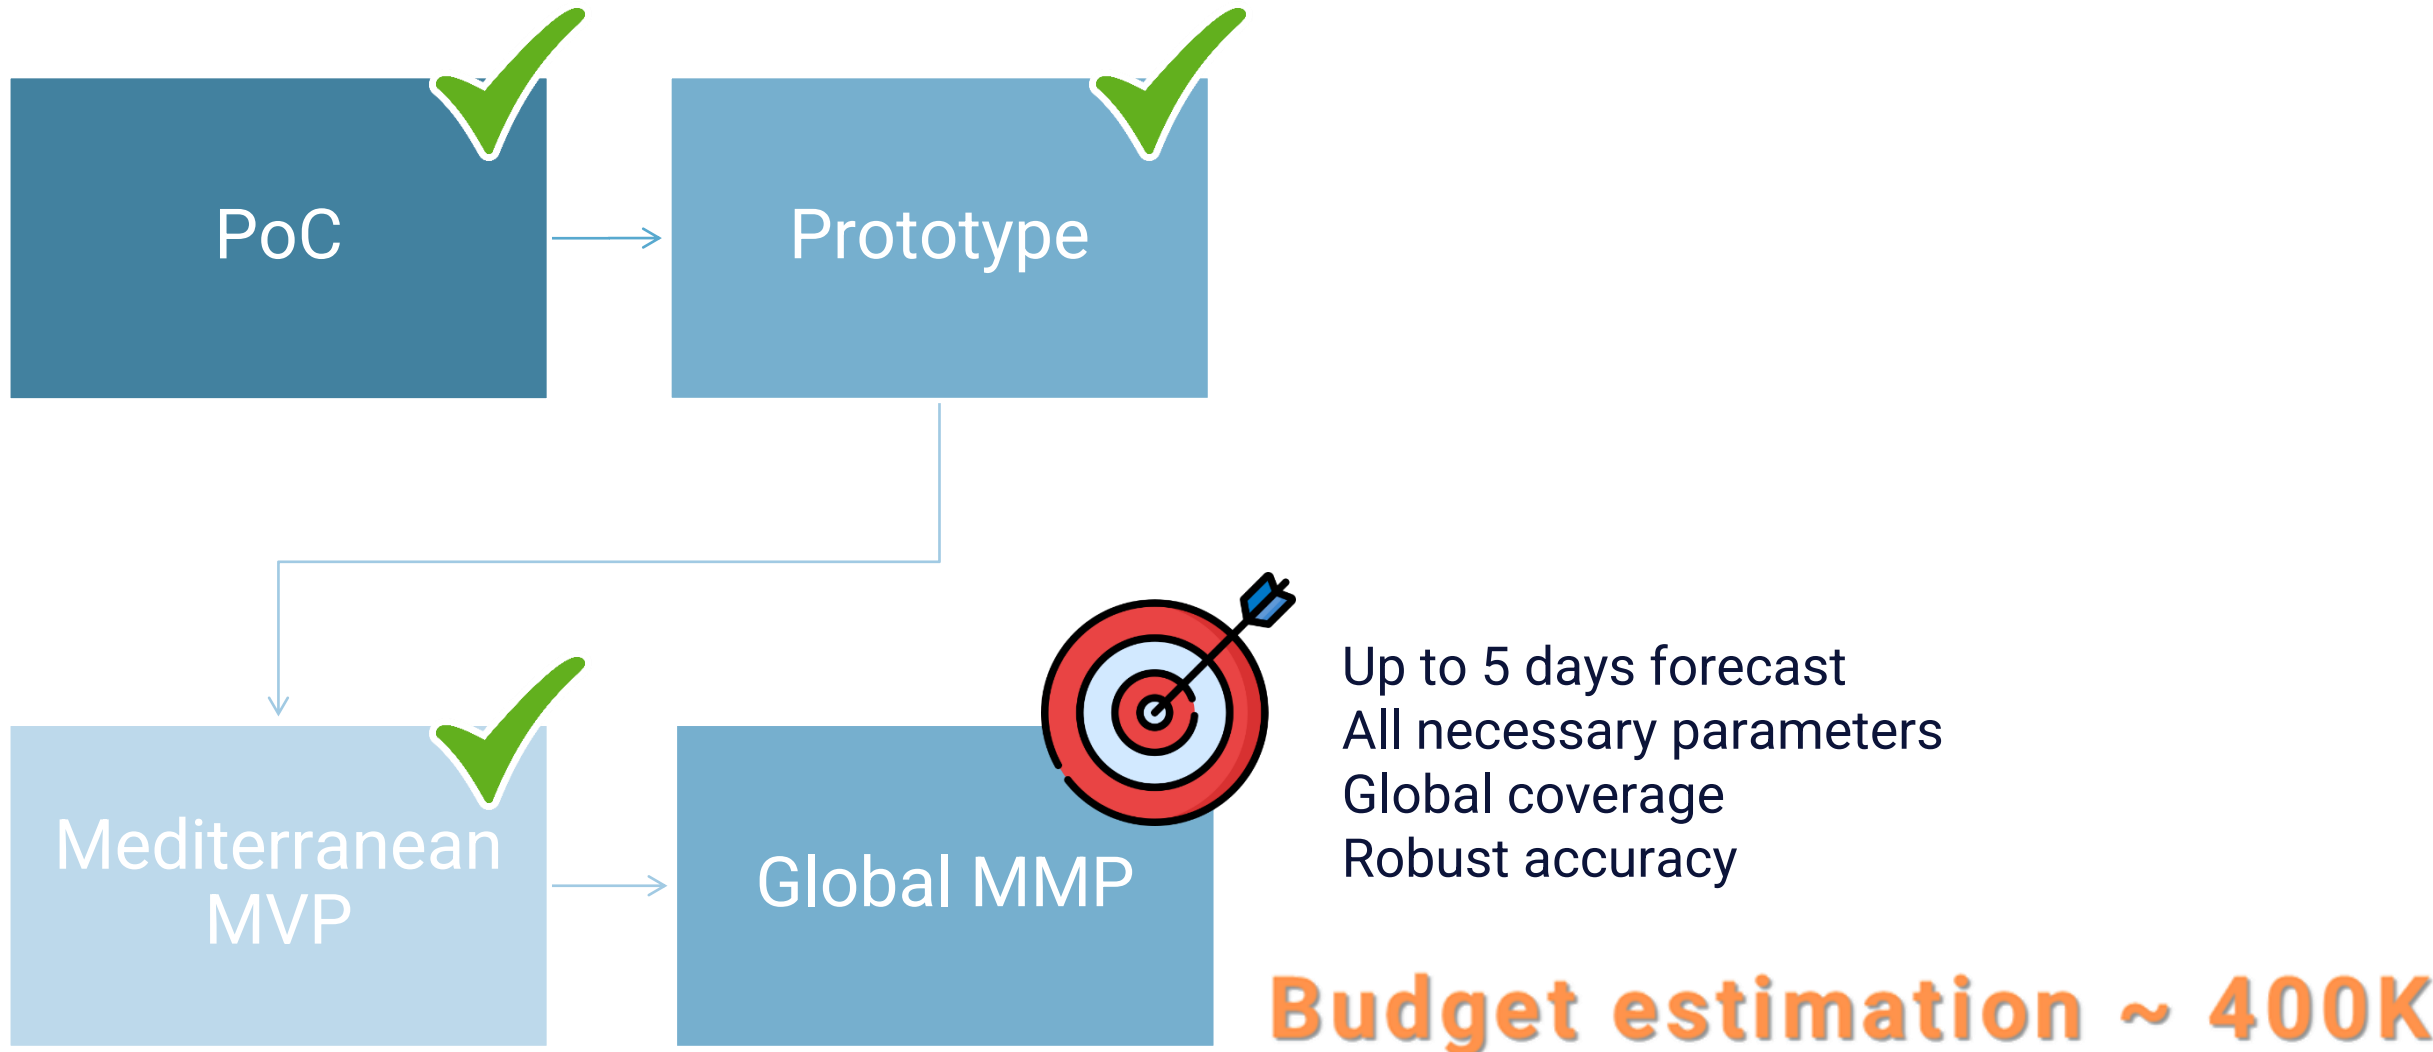 PoC
Prototype
Mediterranean
MVP
Global MMP
Up to 5 days forecast
All necessary parameters
Global coverage
Robust accuracy
Budget estimation ~ 400K